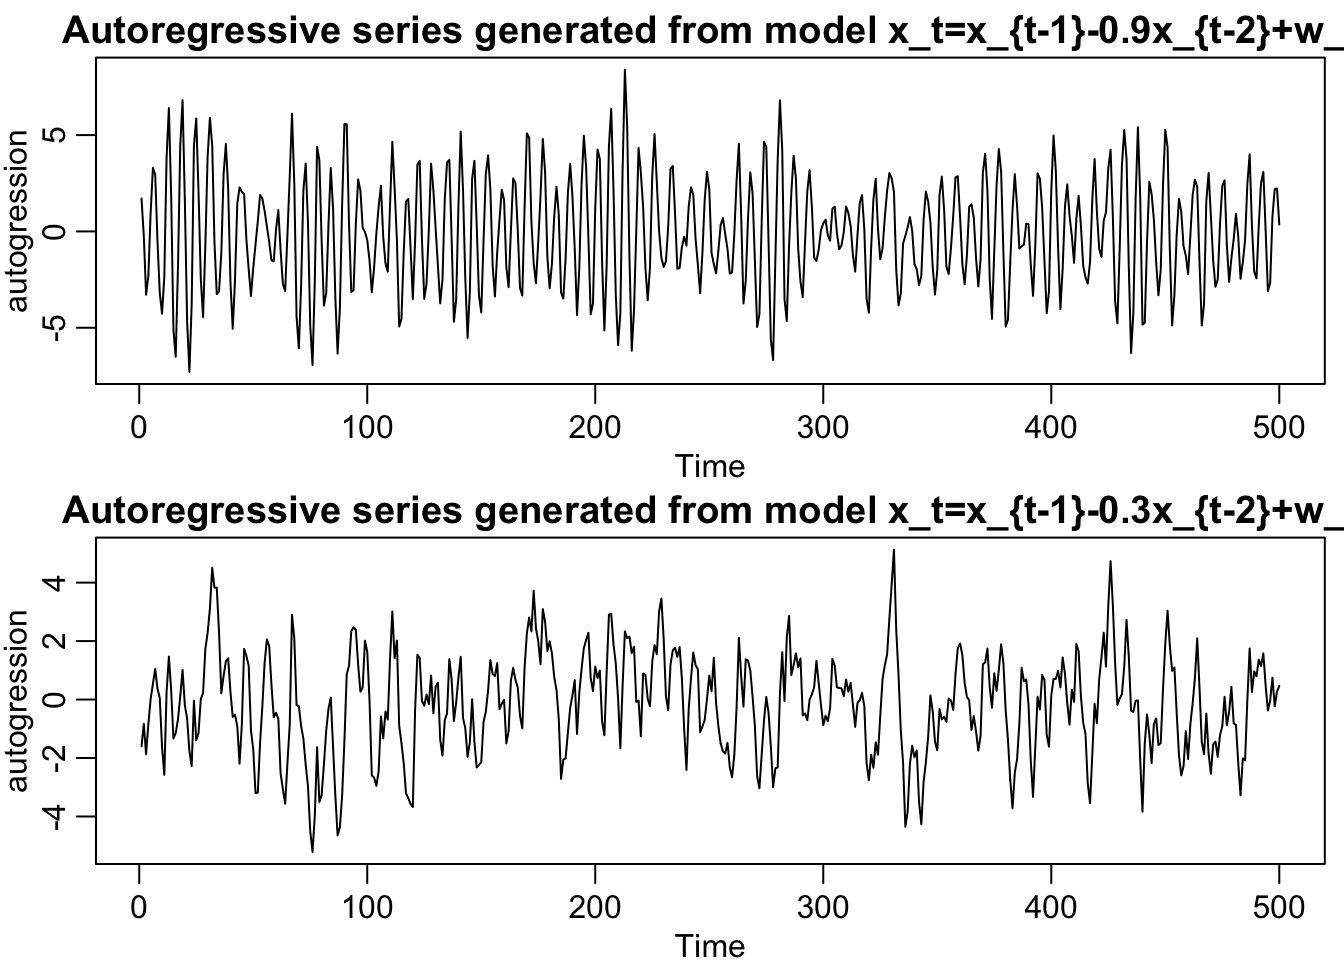 Autoregressive series generated from model x_t=x_{t-1}-0.9x_{t-2}+w_
autogression
5
0
-5
0 100 200 300 400 500
Time
Autoregressive series generated from model x_t=x_{t-1}-0.3x_{t-2}+w_
autogression
4
2
0
-2
-4
0 100 200 300 400 500
Time